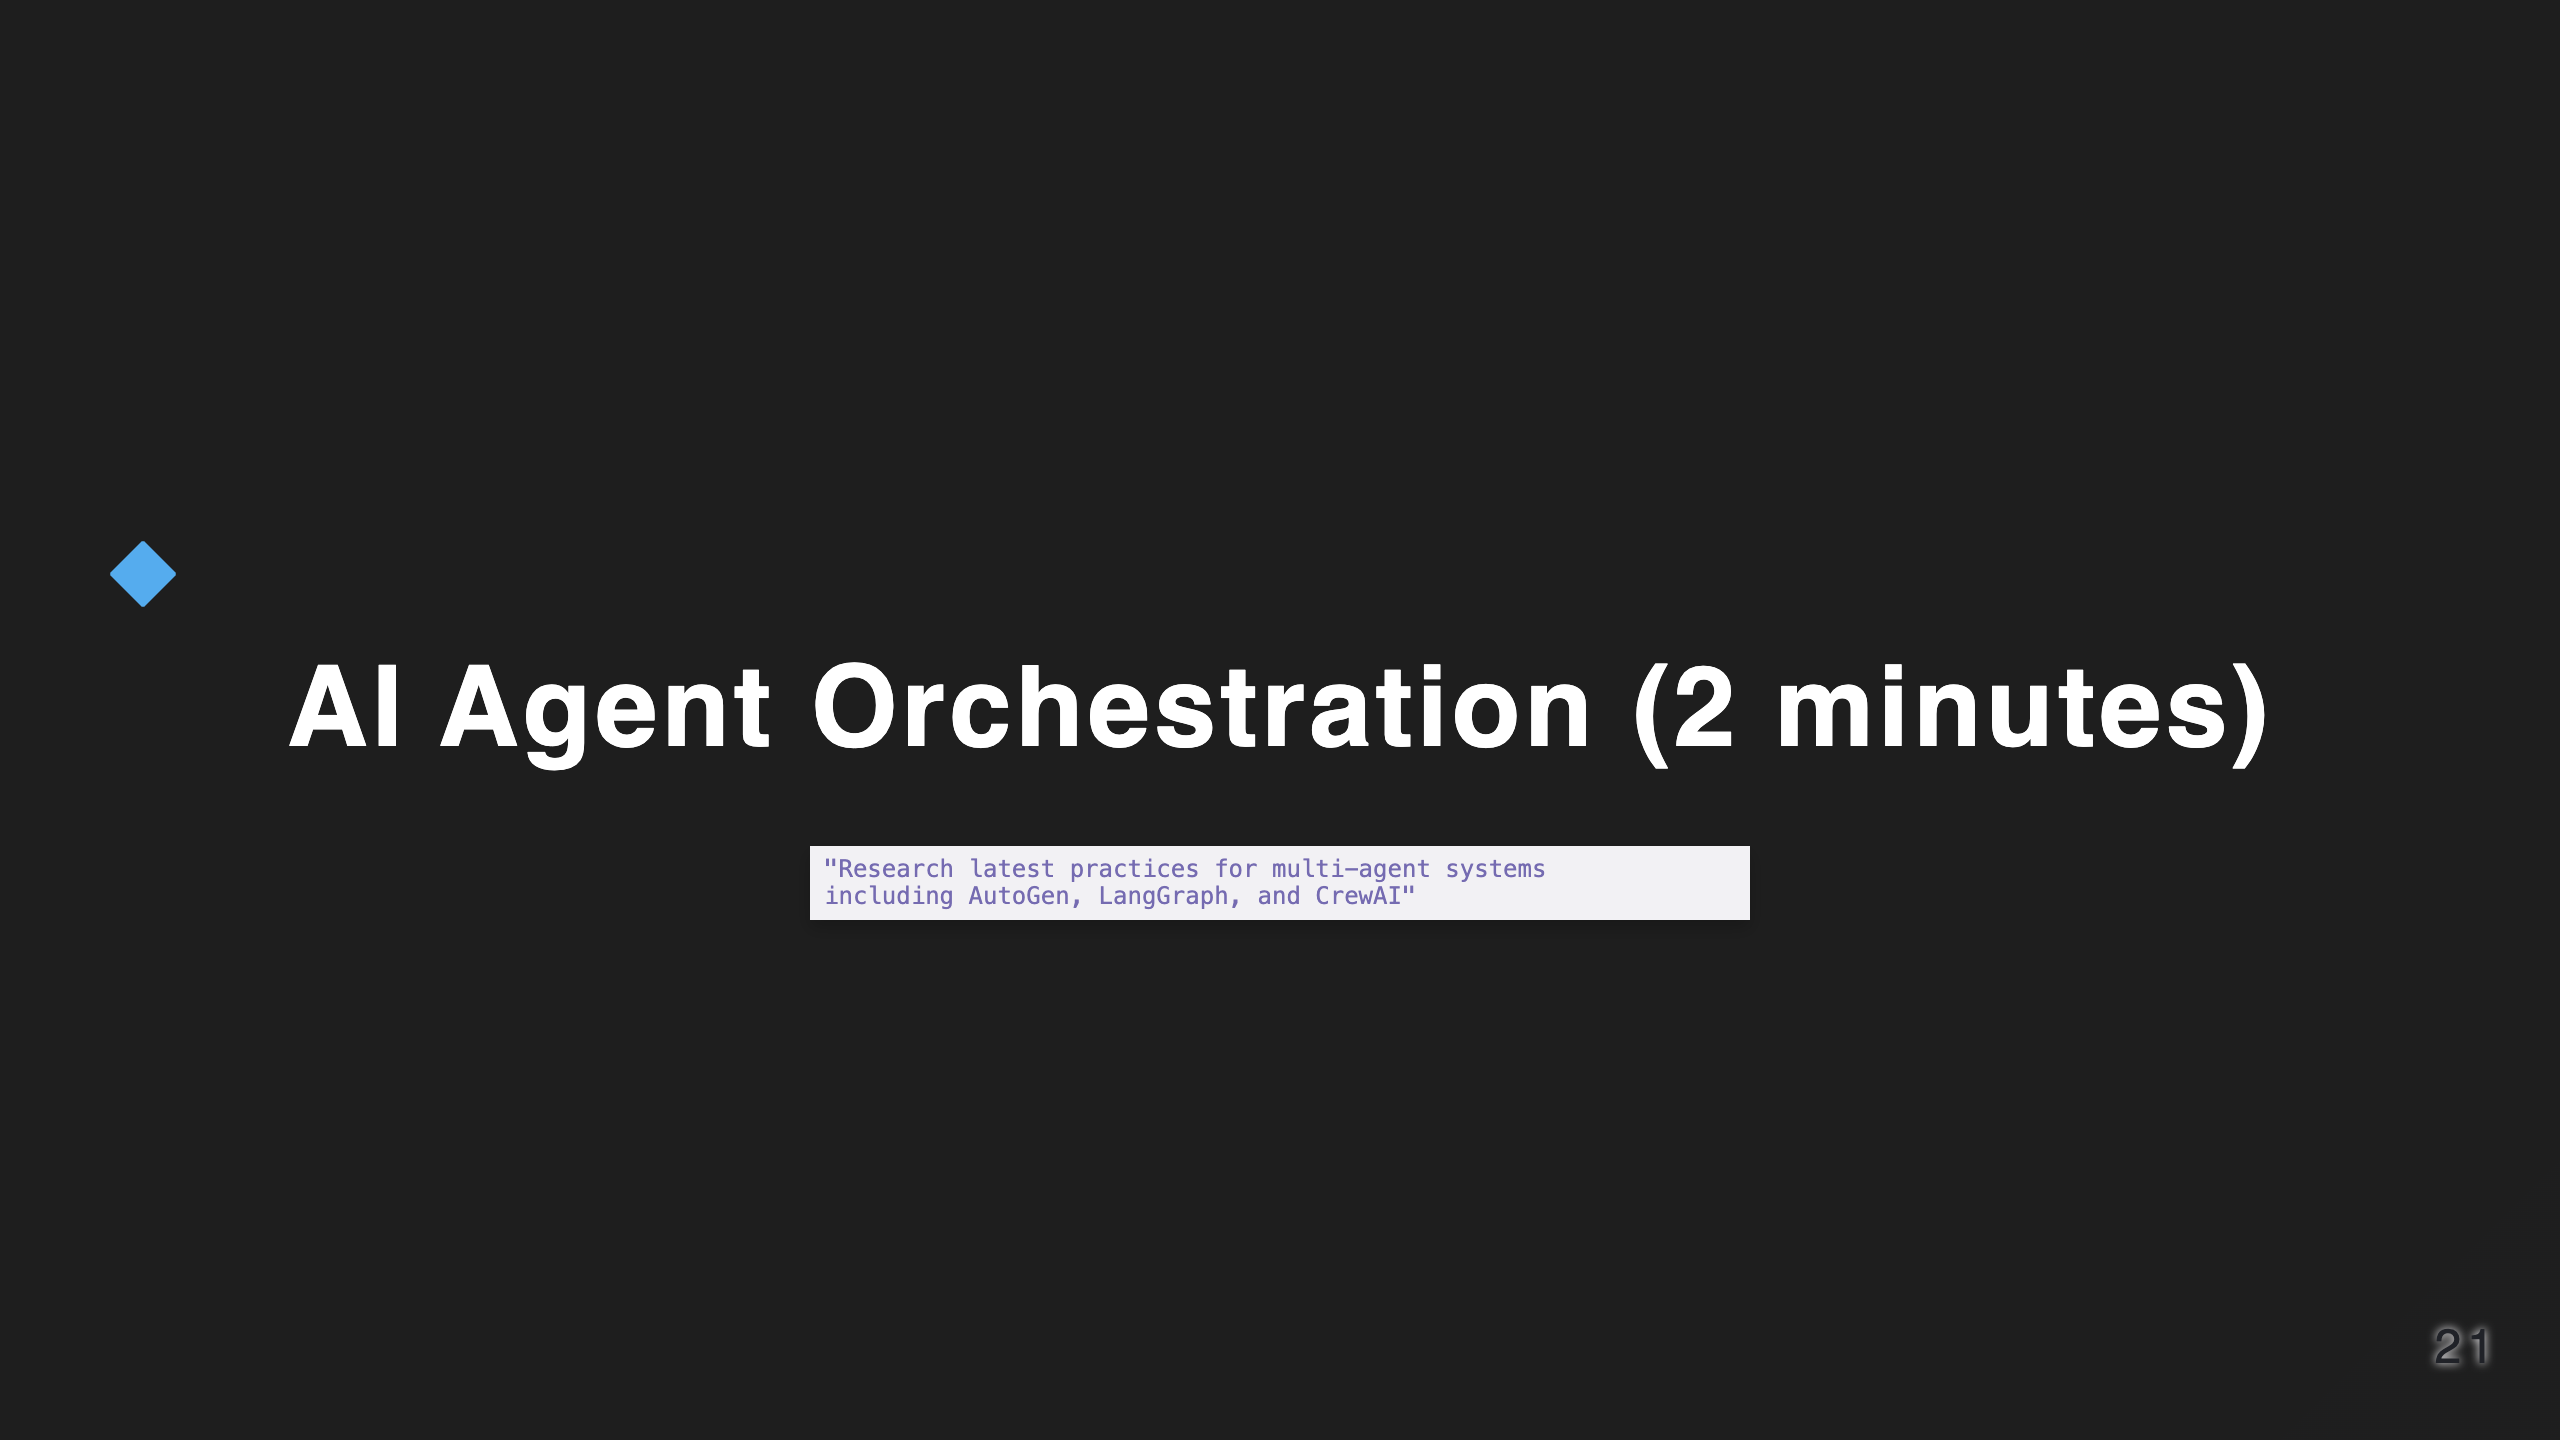 AI Agent Orchestration (2 minutes)
"Research latest practices for multi-agent systems
including AutoGen, LangGraph, and CrewAI"
21